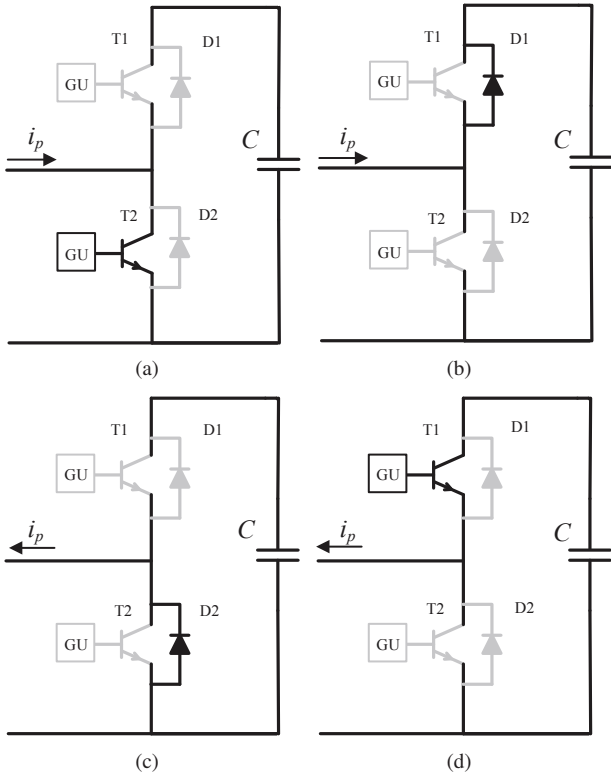 T1 D1
GU
i_p C
T2 D2
GU
(a)
T1 D1
GU
i_p C
T2 D2
GU
(b)
T1 D1
GU
i_p C
T2 D2
GU
(c)
T1 D1
GU
i_p C
T2 D2
GU
(d)